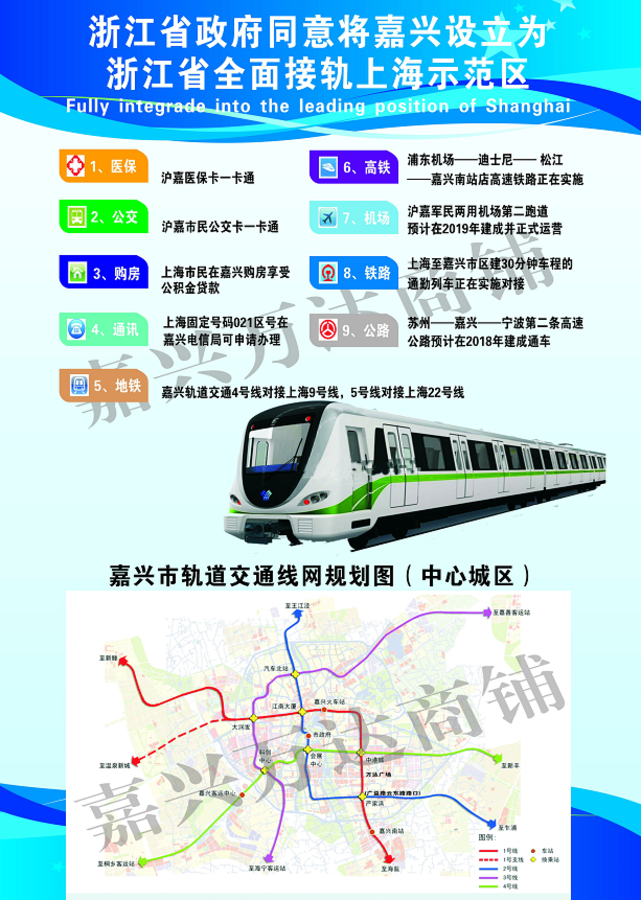 浙江省政府同意将嘉兴设立为
浙江省全面接轨上海示范区
Fully integrade into the leading position of Shanghai
1、医保
沪嘉医保卡一卡通
2、公交
沪嘉市民公交卡一卡通
3、购房
上海市民在嘉兴购房享受
公积金贷款
4、通讯
上海固定号码021区号在
嘉兴电信局可申请办理
5、地铁
嘉兴轨道交通4号线对接上海9号线，5号线对接上海22号线
6、高铁
浦东机场——迪士尼—— 松江
——嘉兴南站店高速铁路正在实施
7、机场
沪嘉军民两用机场第二跑道
预计在2019年建成并正式运营
8、铁路
上海至嘉兴市区建30分钟车程的
通勤列车正在实施对接
9、公路
苏州——嘉兴——宁波第二条高速
公路预计在2018年建成通车
嘉兴万达商铺
嘉兴市轨道交通线网规划图（中心城区）
至王江泾
至嘉善客运站
至新塍
汽车北站
江南大厦
嘉兴火车站
大润发
市政府
科创
中心
会展
中心
中港城
至温泉新城
万达广场
至新丰
嘉兴客运中心
(广益路云东路路口)
严家浜
至乍浦
嘉兴南站
至桐乡客运站
至海宁客运站
至海盐
图例：
1号线
车站
1号支线
换乘站
2号线
3号线
4号线
嘉兴万达商铺